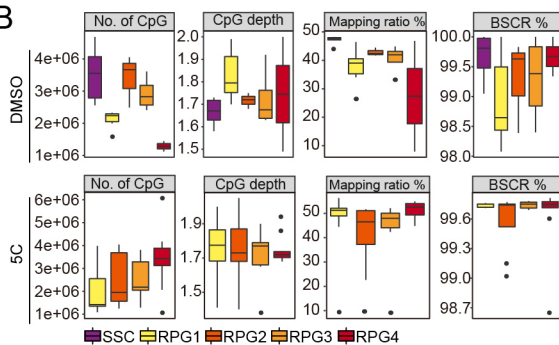 B
No. of CpG CpG depth Mapping ratio % BSCR %
DMSO
4e+06
3e+06
2e+06
1e+06
2.0
1.9
1.8
1.7
1.6
1.5
50
40
30
20
10
100.0
99.5
99.0
98.5
98.0
No. of CpG CpG depth Mapping ratio % BSCR %
5C
6e+06
5e+06
4e+06
3e+06
2e+06
1e+06
1.9
1.7
1.5
50
40
30
20
10
99.6
99.3
99.0
98.7
SSC RPG1 RPG2 RPG3 RPG4